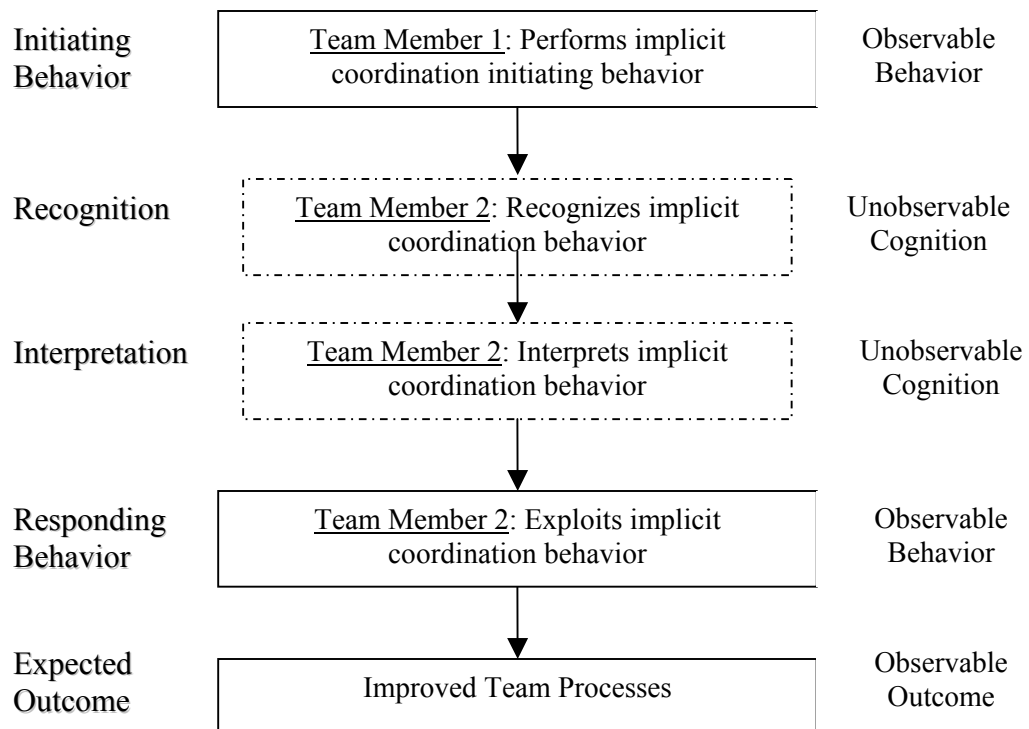 Initiating
Behavior
Team Member 1: Performs implicit
coordination initiating behavior
Observable
Behavior
Recognition
Team Member 2: Recognizes implicit
coordination behavior
Unobservable
Cognition
Interpretation
Team Member 2: Interprets implicit
coordination behavior
Unobservable
Cognition
Responding
Behavior
Team Member 2: Exploits implicit
coordination behavior
Observable
Behavior
Expected
Outcome
Improved Team Processes
Observable
Outcome